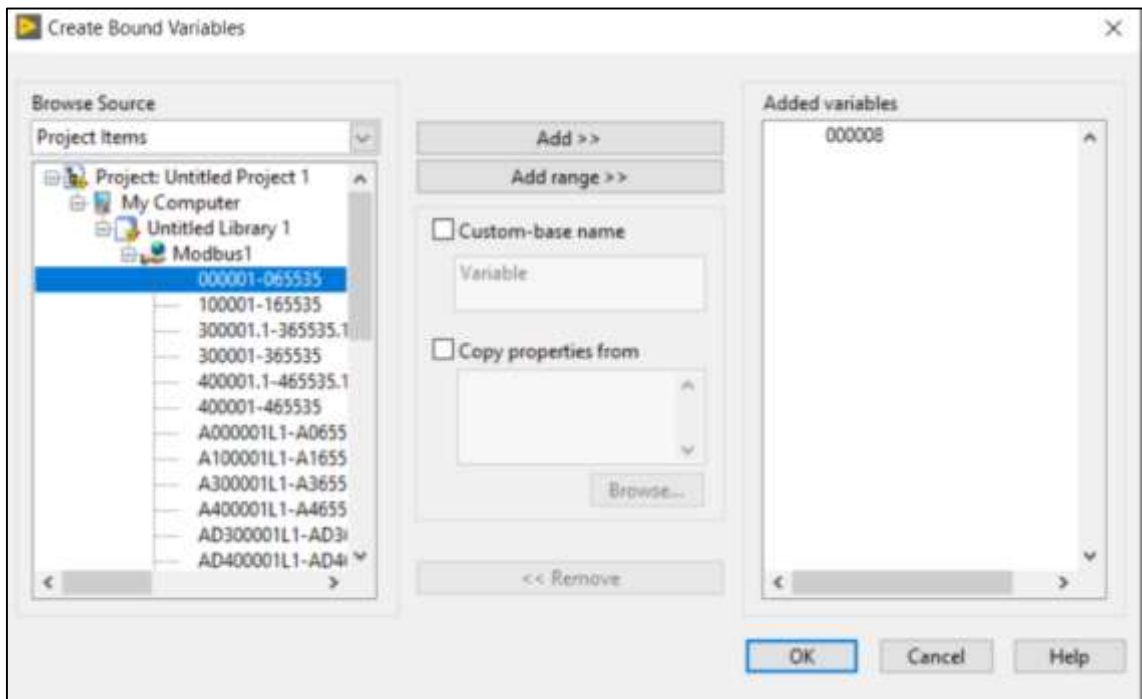 Create Bound Variables
Browse Source
Project Items
Project: Untitled Project 1
My Computer
Untitled Library 1
Modbus1
000001-065535
100001-165535
300001.1-365535.1
300001-365535
400001.1-465535.1
400001-465535
A000001L1-A0655
A100001L1-A1655
A300001L1-A3655
A400001L1-A4655
AD300001L1-AD3
AD400001L1-AD4
Add >>
Add range >>
Custom-base name
Variable
Copy properties from
Browse...
<< Remove
Added variables
000008
OK
Cancel
Help